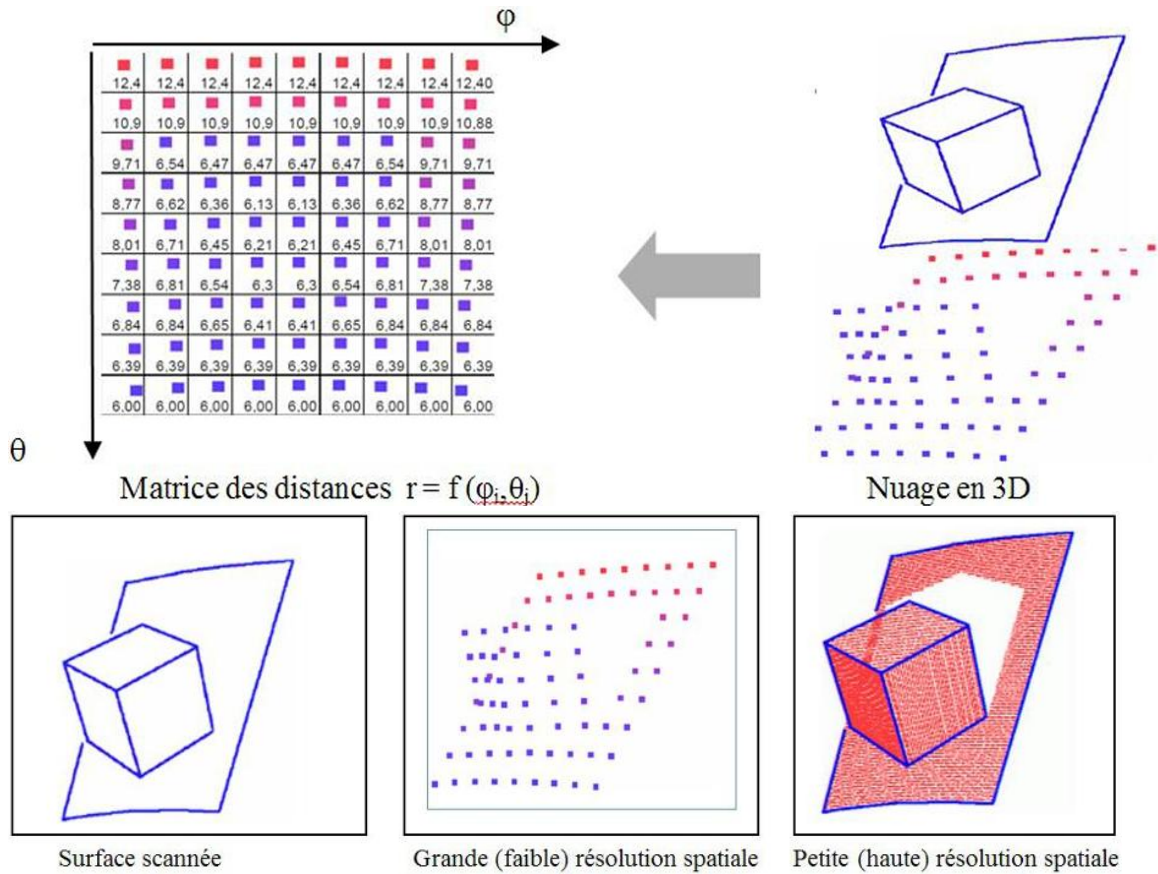 φ
12,4 12,4 12,4 12,4 12,4 12,4 12,4 12,4 12,40
10,9 10,9 10,9 10,9 10,9 10,9 10,9 10,9 10,88
9,71 6,54 6,47 6,47 6,47 6,47 6,54 9,71 9,71
8,77 6,62 6,36 6,13 6,13 6,36 6,62 8,77 8,77
8,01 6,71 6,45 6,21 6,21 6,45 6,71 8,01 8,01
7,38 6,81 6,54 6,3 6,3 6,54 6,81 7,38 7,38
6,84 6,84 6,65 6,41 6,41 6,65 6,84 6,84 6,84
6,39 6,39 6,39 6,39 6,39 6,39 6,39 6,39 6,39
6,00 6,00 6,00 6,00 6,00 6,00 6,00 6,00 6,00
θ
Matrice des distances r = f (φi,θi)
Nuage en 3D
Surface scannée
Grande (faible) résolution spatiale
Petite (haute) résolution spatiale